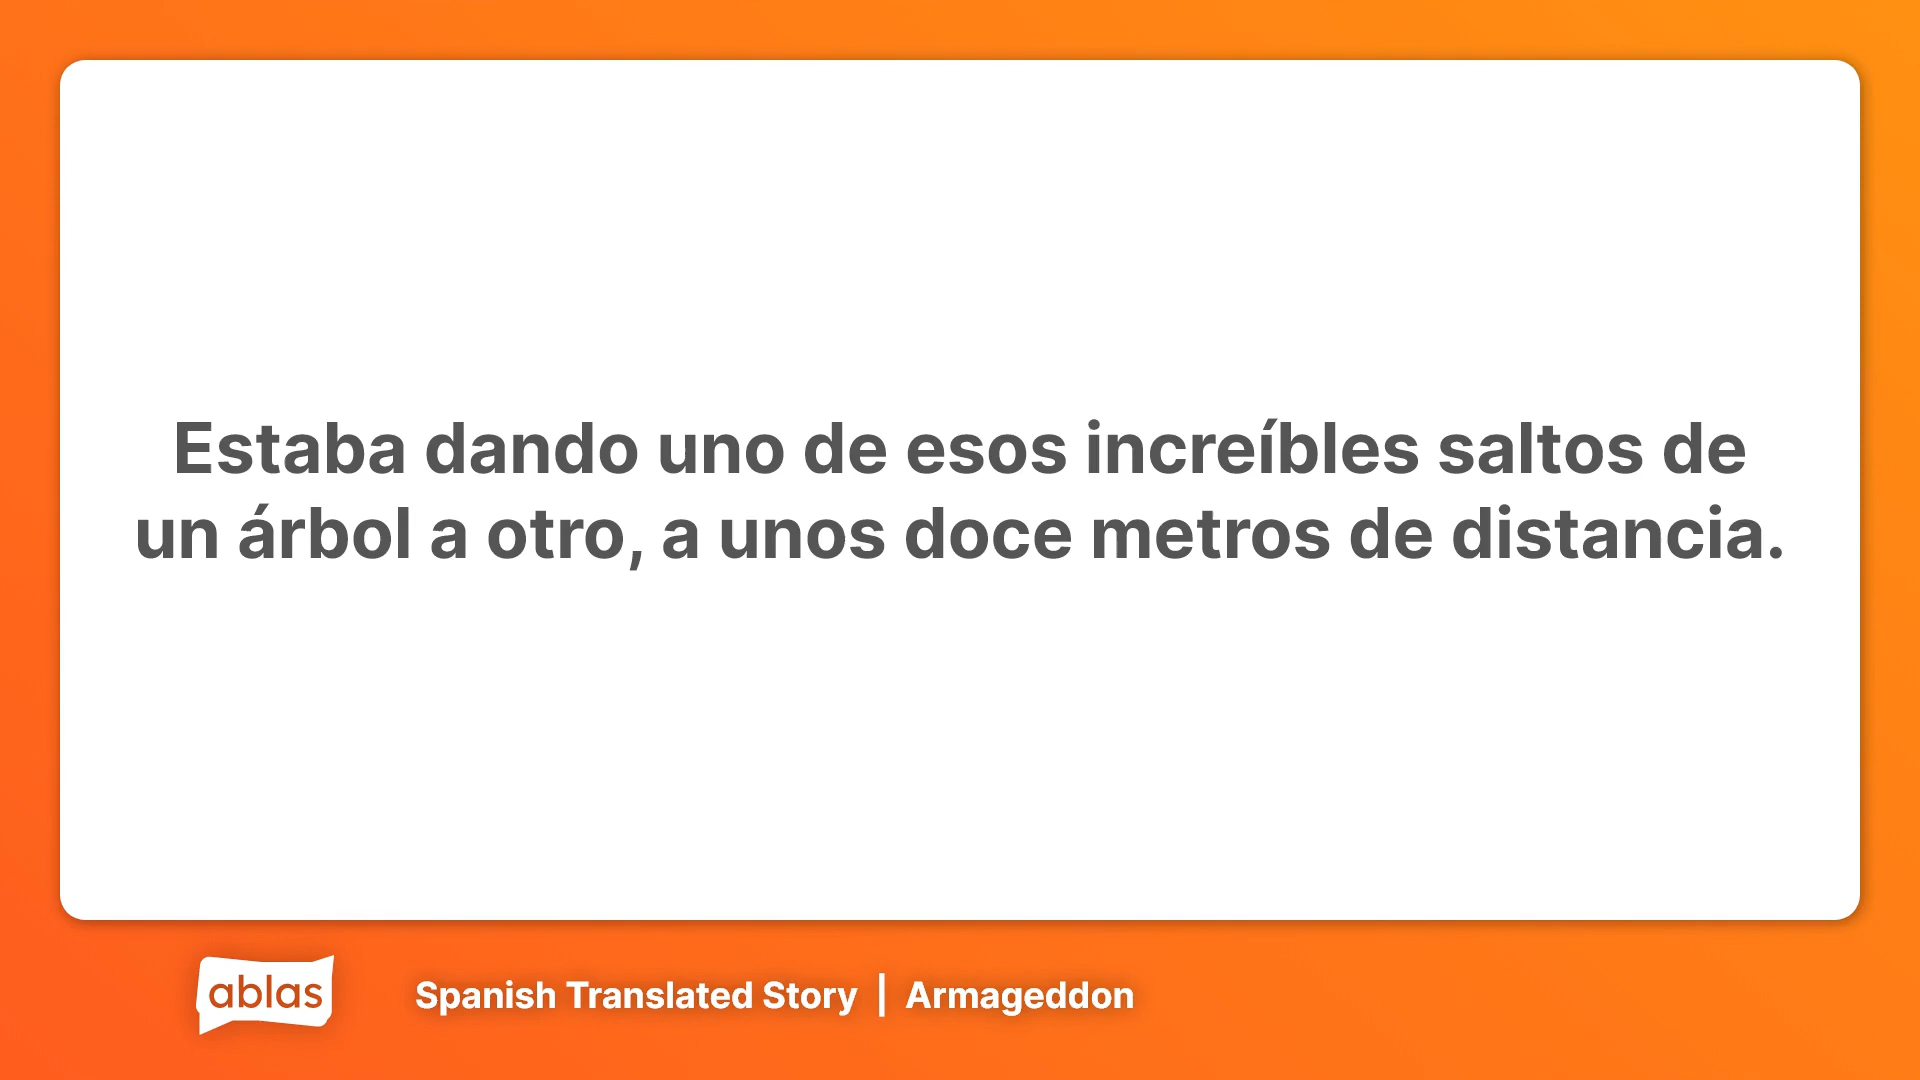 Estaba dando uno de esos increíbles saltos de
un árbol a otro, a unos doce metros de distancia.
ablas
Spanish Translated Story | Armageddon